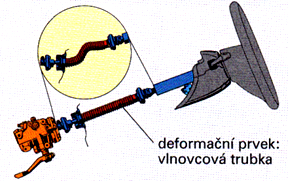 deformační prvek:
vlnovcová trubka